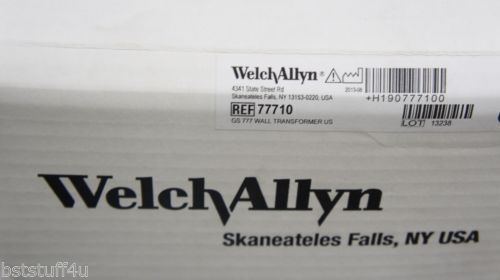 WelchAllyn®
4341 State Street Rd
Skaneateles Falls, NY 13153-0220, USA
2013-08
+H190777100
REF 77710
LOT 13238
GS 777 WALL TRANSFORMER US
WelchAllyn
Skaneateles Falls, NY USA
bststuff4u